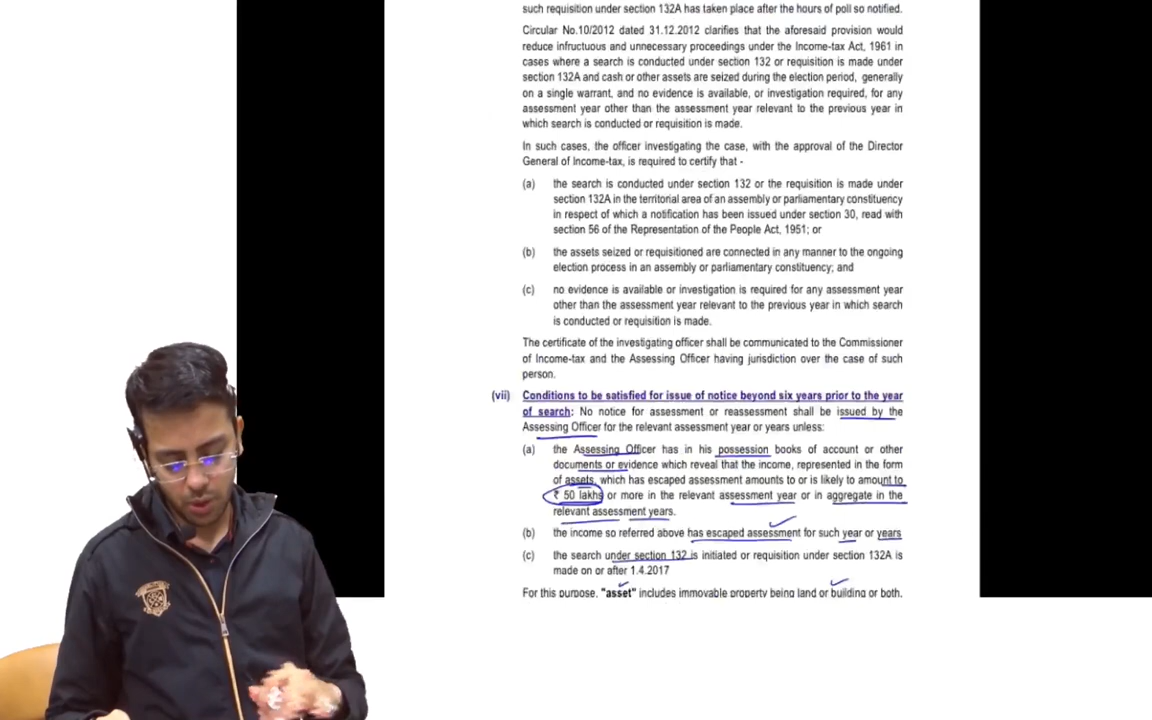 such requisition under section 132A has taken place after the hours of poll so notified.
Circular No.10/2012 dated 31.12.2012 clarifies that the aforesaid provision would
reduce infructuous and unnecessary proceedings under the Income-tax Act, 1961 in
cases where a search is conducted under section 132 or requisition is made under
section 132A and cash or other assets are seized during the election period, generally
on a single warrant, and no evidence is available, or investigation required, for any
assessment year other than the assessment year relevant to the previous year in
which search is conducted or requisition is made.
In such cases, the officer investigating the case, with the approval of the Director
General of Income-tax, is required to certify that -
(a) the search is conducted under section 132 or the requisition is made under
section 132A in the territorial area of an assembly or parliamentary constituency
in respect of which a notification has been issued under section 30, read with
section 56 of the Representation of the People Act, 1951; or
(b) the assets seized or requisitioned are connected in any manner to the ongoing
election process in an assembly or parliamentary constituency; and
(c) no evidence is available or investigation is required for any assessment year
other than the assessment year relevant to the previous year in which search
is conducted or requisition is made.
The certificate of the investigating officer shall be communicated to the Commissioner
of Income-tax and the Assessing Officer having jurisdiction over the case of such
person.
(vii) Conditions to be satisfied for issue of notice beyond six years prior to the year
of search: No notice for assessment or reassessment shall be issued by the
Assessing Officer for the relevant assessment year or years unless:
(a) the Assessing Officer has in his possession books of account or other
documents or evidence which reveal that the income, represented in the form
of assets, which has escaped assessment amounts to or is likely to amount to
₹ 50 lakhs or more in the relevant assessment year or in aggregate in the
relevant assessment years.
(b) the income so referred above has escaped assessment for such year or years
(c) the search under section 132 is initiated or requisition under section 132A is
made on or after 1.4.2017
For this purpose, "asset" includes immovable property being land or building or both,